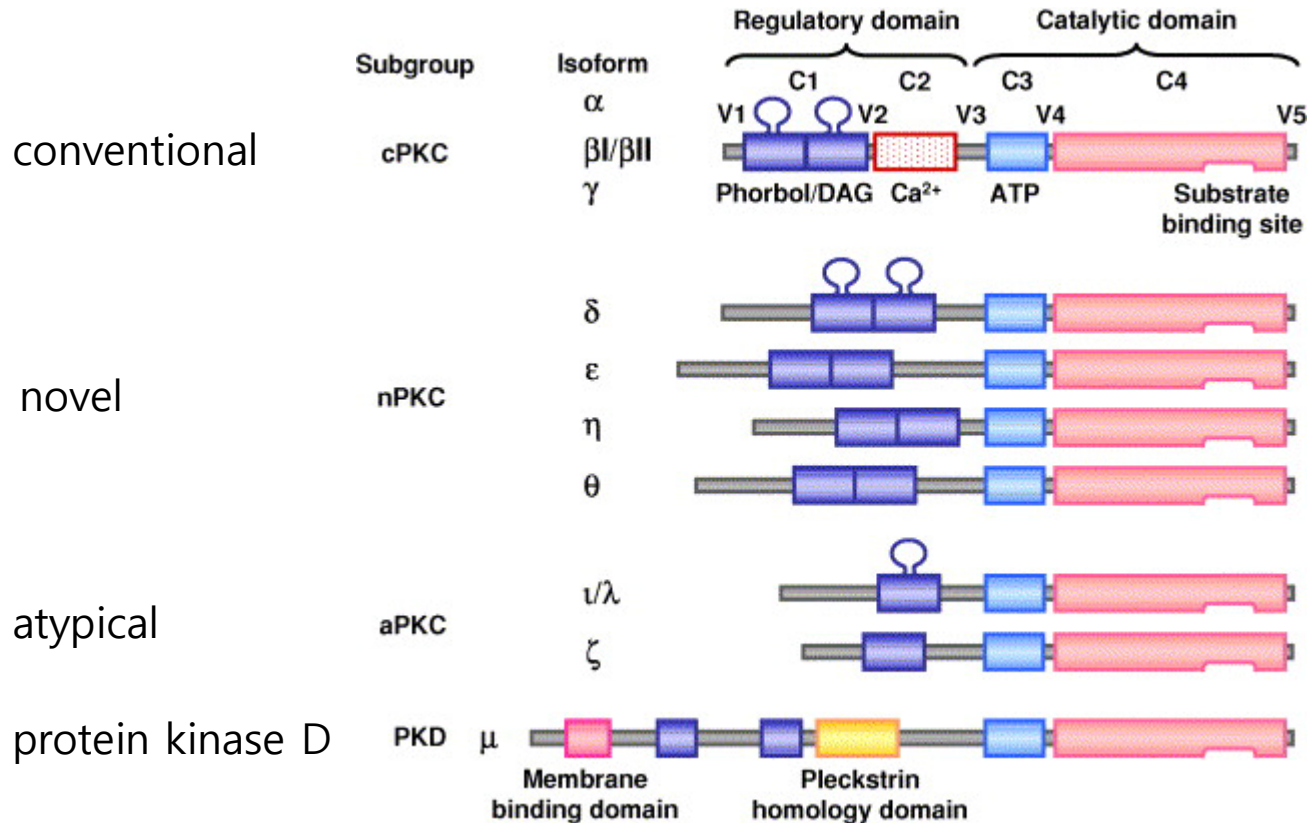 Regulatory domain Catalytic domain
Subgroup Isoform C1 C2 C3 C4
α V1 V2 V3 V4 V5
conventional cPKC βI/βII
γ Phorbol/DAG Ca²⁺ ATP Substrate
binding site
δ
ε
novel nPKC
η
θ
ι/λ
atypical aPKC
ζ
protein kinase D PKD μ
Membrane Pleckstrin
binding domain homology domain